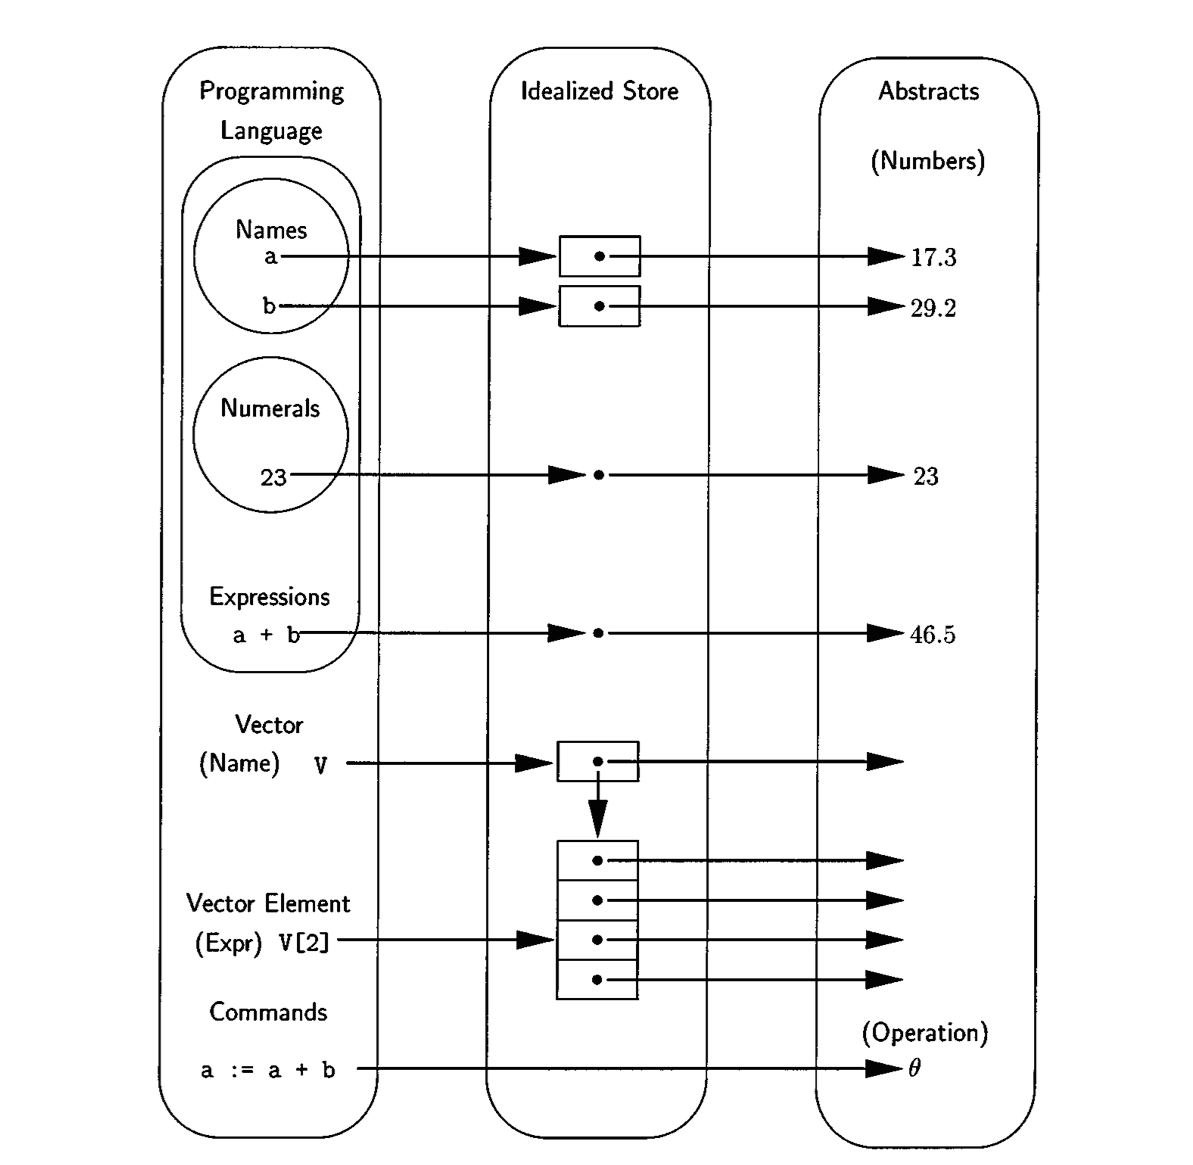 Programming
Language
Idealized Store
Abstracts
(Numbers)
Names
a
17.3
b
29.2
Numerals
23
23
Expressions
a + b
46.5
Vector
(Name) V
Vector Element
(Expr) V[2]
Commands
(Operation)
a := a + b
θ